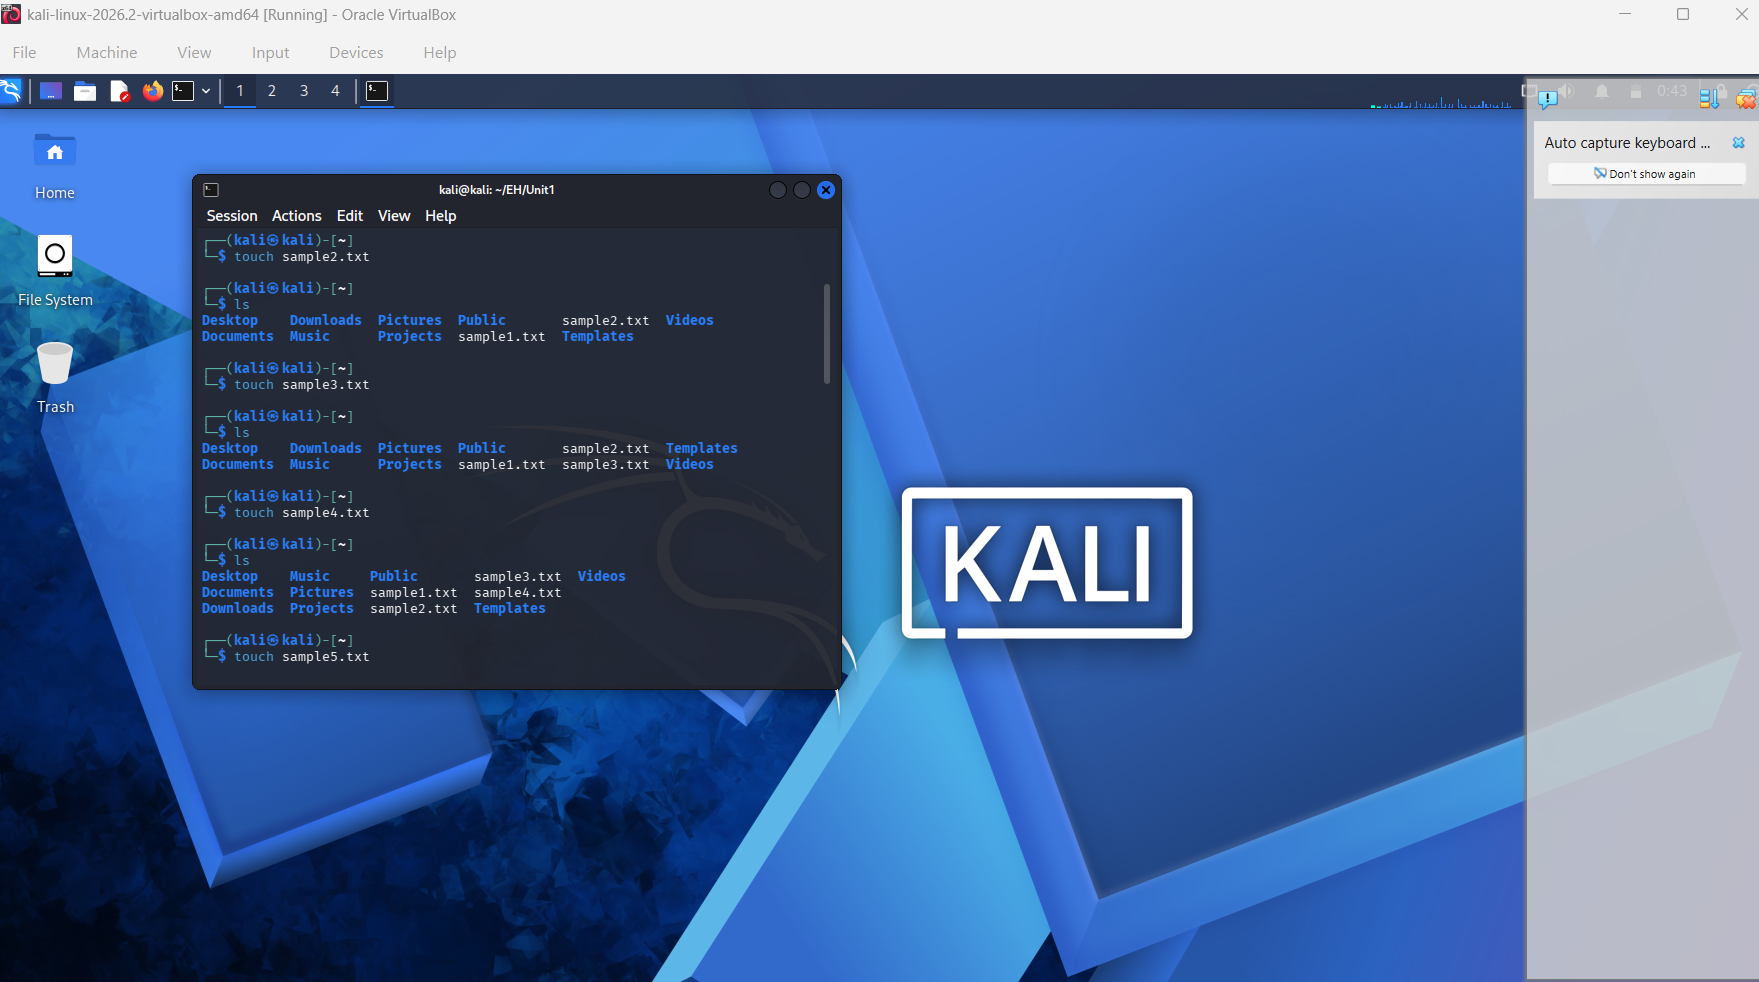 kali-linux-2026.2-virtualbox-amd64 [Running] - Oracle VirtualBox
File Machine View Input Devices Help
1 2 3 4
0:43
Auto capture keyboard ...
Don't show again
Home
File System
Trash
kali@kali: ~/EH/Unit1
Session Actions Edit View Help
┌──(kali㉿kali)-[~]
└─$ touch sample2.txt
┌──(kali㉿kali)-[~]
└─$ ls
Desktop Downloads Pictures Public sample2.txt Videos
Documents Music Projects sample1.txt Templates
┌──(kali㉿kali)-[~]
└─$ touch sample3.txt
┌──(kali㉿kali)-[~]
└─$ ls
Desktop Downloads Pictures Public sample2.txt Templates
Documents Music Projects sample1.txt sample3.txt Videos
┌──(kali㉿kali)-[~]
└─$ touch sample4.txt
┌──(kali㉿kali)-[~]
└─$ ls
Desktop Music Public sample3.txt Videos
Documents Pictures sample1.txt sample4.txt
Downloads Projects sample2.txt Templates
┌──(kali㉿kali)-[~]
└─$ touch sample5.txt
KALI